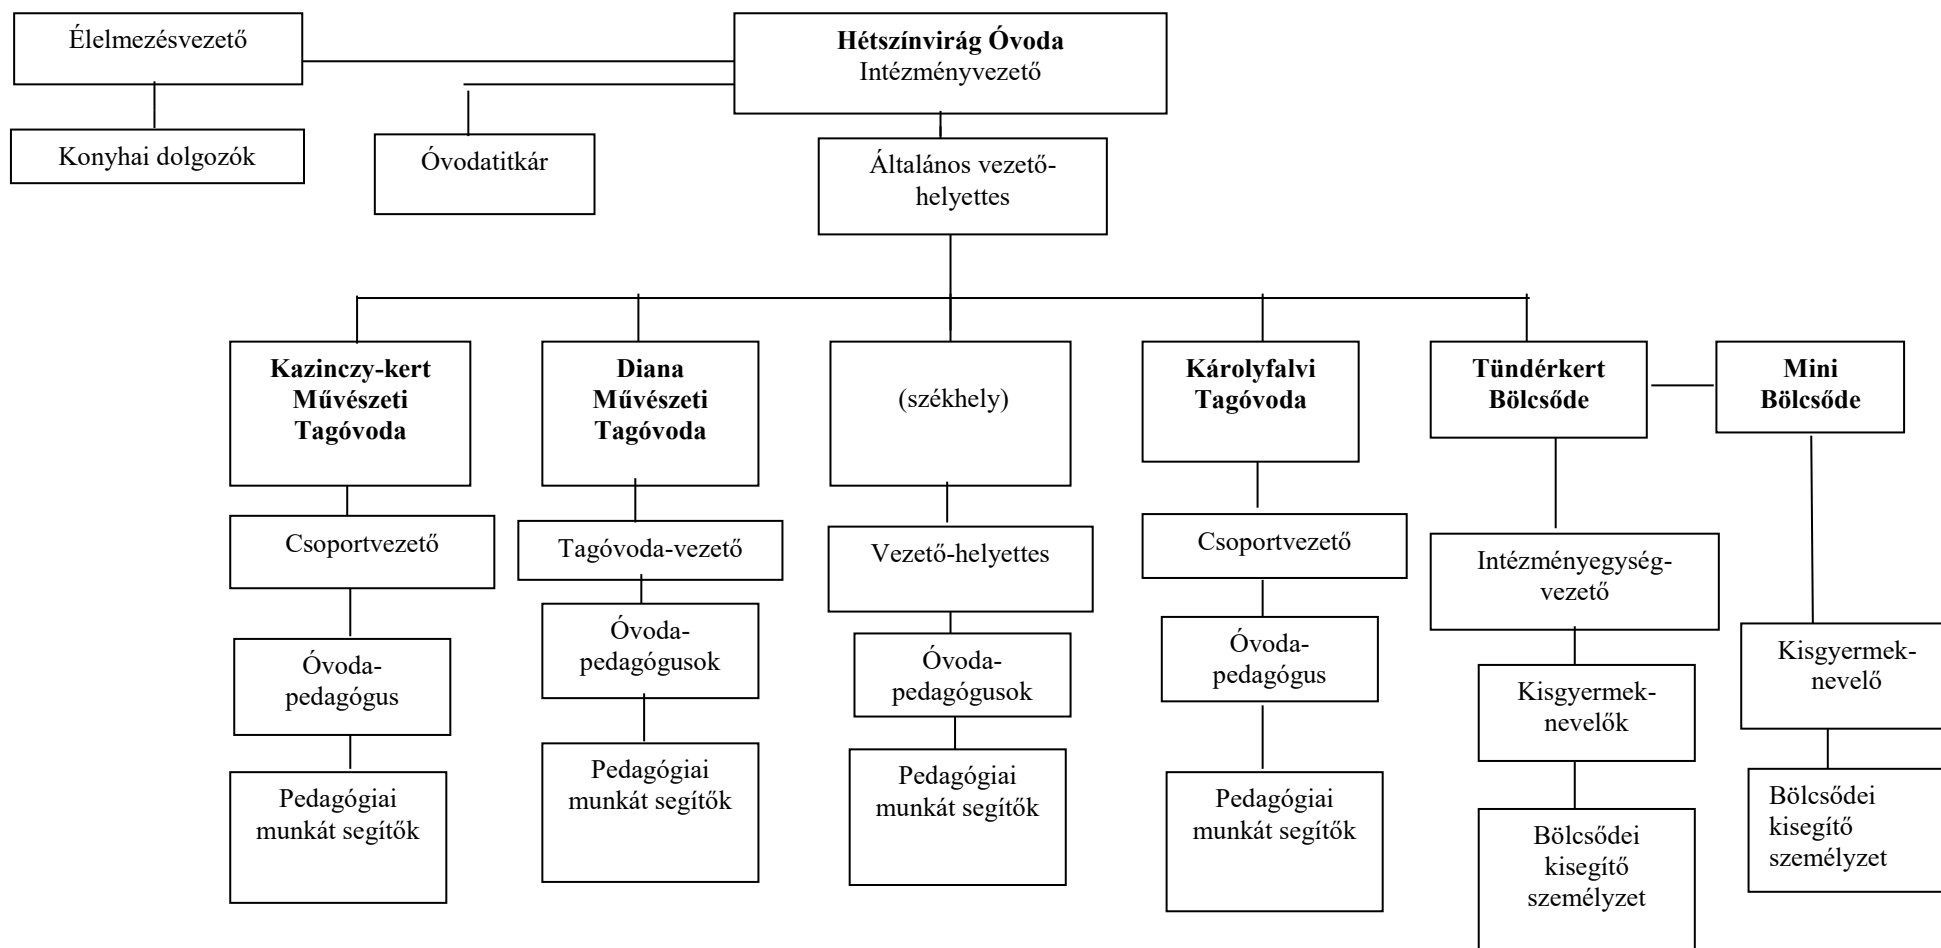 Élelmezésvezető
Hétszínvirág Óvoda
Intézményvezető
Konyhai dolgozók
Óvodatitkár
Általános vezető-
helyettes
Kazinczy-kert
Művészeti
Tagóvoda
Diana
Művészeti
Tagóvoda
(székhely)
Károlyfalvi
Tagóvoda
Tündérkert
Bölcsőde
Mini
Bölcsőde
Csoportvezető
Tagóvoda-vezető
Vezető-helyettes
Csoportvezető
Intézményegység-
vezető
Óvoda-
pedagógus
Óvoda-
pedagógusok
Óvoda-
pedagógusok
Óvoda-
pedagógus
Kisgyermek-
nevelők
Kisgyermek-
nevelő
Pedagógiai
munkát segítők
Pedagógiai
munkát segítők
Pedagógiai
munkát segítők
Pedagógiai
munkát segítők
Bölcsődei
kisegítő
személyzet
Bölcsődei
kisegítő
személyzet